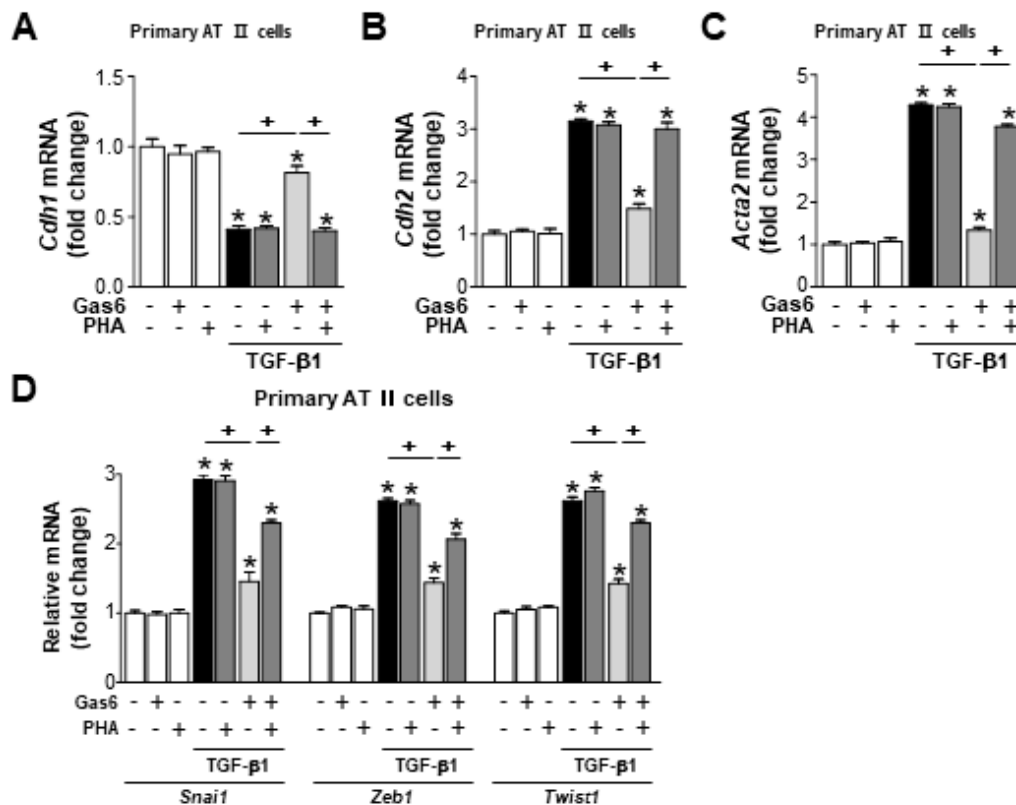 A
Primary AT II cells
Cdh1 mRNA
(fold change)
1.5
1.0
0.5
0.0
+ +
* * * *
Gas6 - + - - - + +
PHA - - + - + - +
TGF-β1
B
Primary AT II cells
Cdh2 mRNA
(fold change)
4
3
2
1
0
+ +
* * * *
Gas6 - + - - - + +
PHA - - + - + - +
TGF-β1
C
Primary AT II cells
Acta2 mRNA
(fold change)
5
4
3
2
1
0
+ +
* * * *
Gas6 - + - - - + +
PHA - - + - + - +
TGF-β1
D
Primary AT II cells
Relative mRNA
(fold change)
3
2
1
0
+ + + + + +
* * * * * * * * * * * *
Gas6 - + - - - + + - + - - - + + - + - - - + +
PHA - - + - + - + - - + - + - + - - + - + - +
TGF-β1 TGF-β1 TGF-β1
Snai1 Zeb1 Twist1